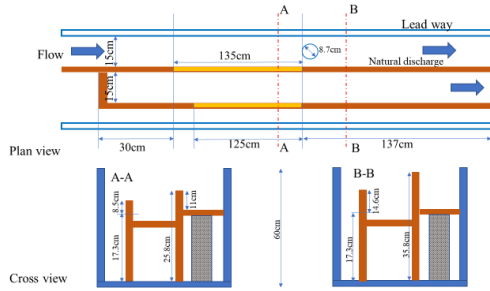 A B
Lead way
Flow
15cm
135cm
8.7cm
Natural discharge
15cm
A B
30cm
125cm
137cm
Plan view
A-A
8.5cm
11cm
17.3cm
25.8cm
60cm
B-B
14.6cm
17.3cm
35.8cm
Cross view